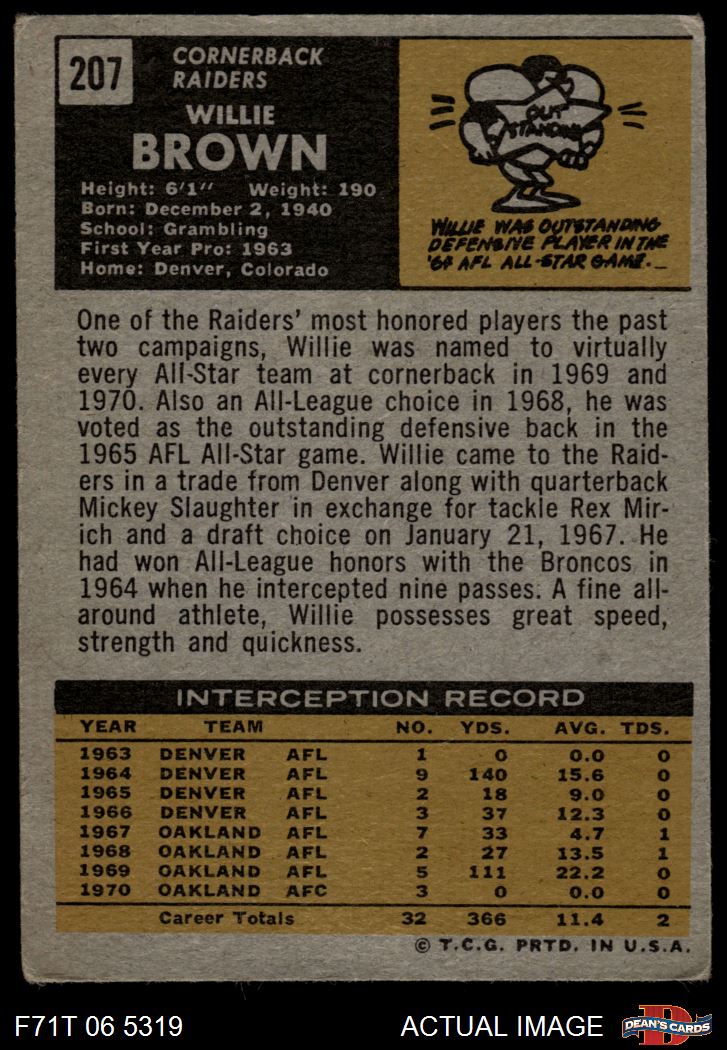 207
CORNERBACK
RAIDERS
WILLIE
BROWN
Height: 6'1" Weight: 190
Born: December 2, 1940
School: Grambling
First Year Pro: 1963
Home: Denver, Colorado
OUT
STANDING
WILLIE WAS OUTSTANDING
DEFENSIVE PLAYER IN THE
'64 AFL ALL-STAR GAME.
One of the Raiders' most honored players the past
two campaigns, Willie was named to virtually
every All-Star team at cornerback in 1969 and
1970. Also an All-League choice in 1968, he was
voted as the outstanding defensive back in the
1965 AFL All-Star game. Willie came to the Raid-
ers in a trade from Denver along with quarterback
Mickey Slaughter in exchange for tackle Rex Mir-
ich and a draft choice on January 21, 1967. He
had won All-League honors with the Broncos in
1964 when he intercepted nine passes. A fine all-
around athlete, Willie possesses great speed,
strength and quickness.
INTERCEPTION RECORD
YEAR TEAM NO. YDS. AVG. TDS.
1963 DENVER AFL 1 0 0.0 0
1964 DENVER AFL 9 140 15.6 0
1965 DENVER AFL 2 18 9.0 0
1966 DENVER AFL 3 37 12.3 0
1967 OAKLAND AFL 7 33 4.7 1
1968 OAKLAND AFL 2 27 13.5 1
1969 OAKLAND AFL 5 111 22.2 0
1970 OAKLAND AFC 3 0 0.0 0
Career Totals 32 366 11.4 2
© T.C.G. PRTD. IN U.S.A.
F71T 06 5319 ACTUAL IMAGE
D
DEAN'S CARDS